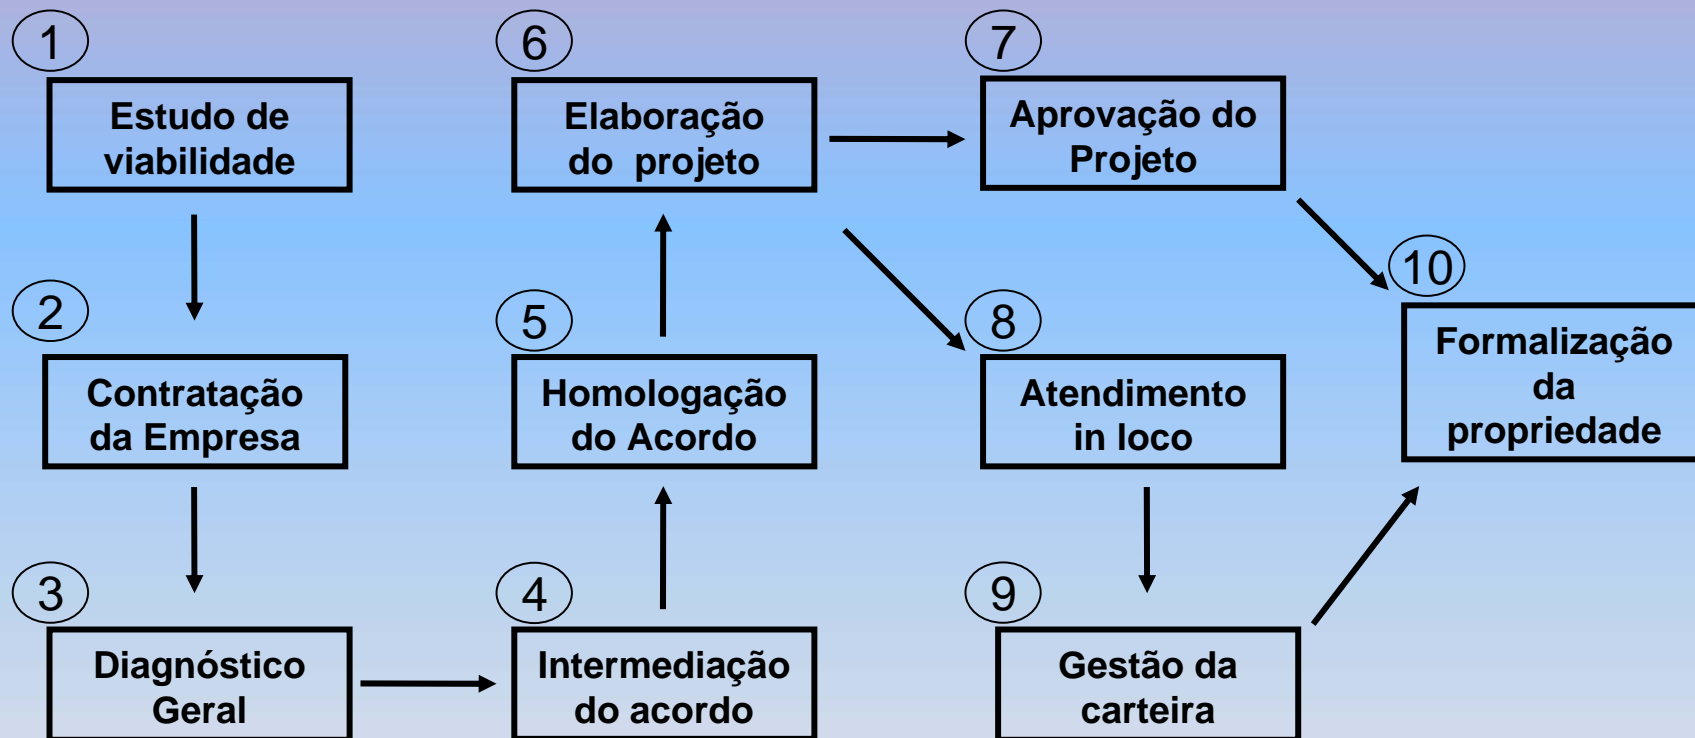 1
Estudo de
viabilidade
2
Contratação
da Empresa
3
Diagnóstico
Geral
4
Intermediação
do acordo
5
Homologação
do Acordo
6
Elaboração
do projeto
7
Aprovação do
Projeto
8
Atendimento
in loco
9
Gestão da
carteira
10
Formalização
da
propriedade